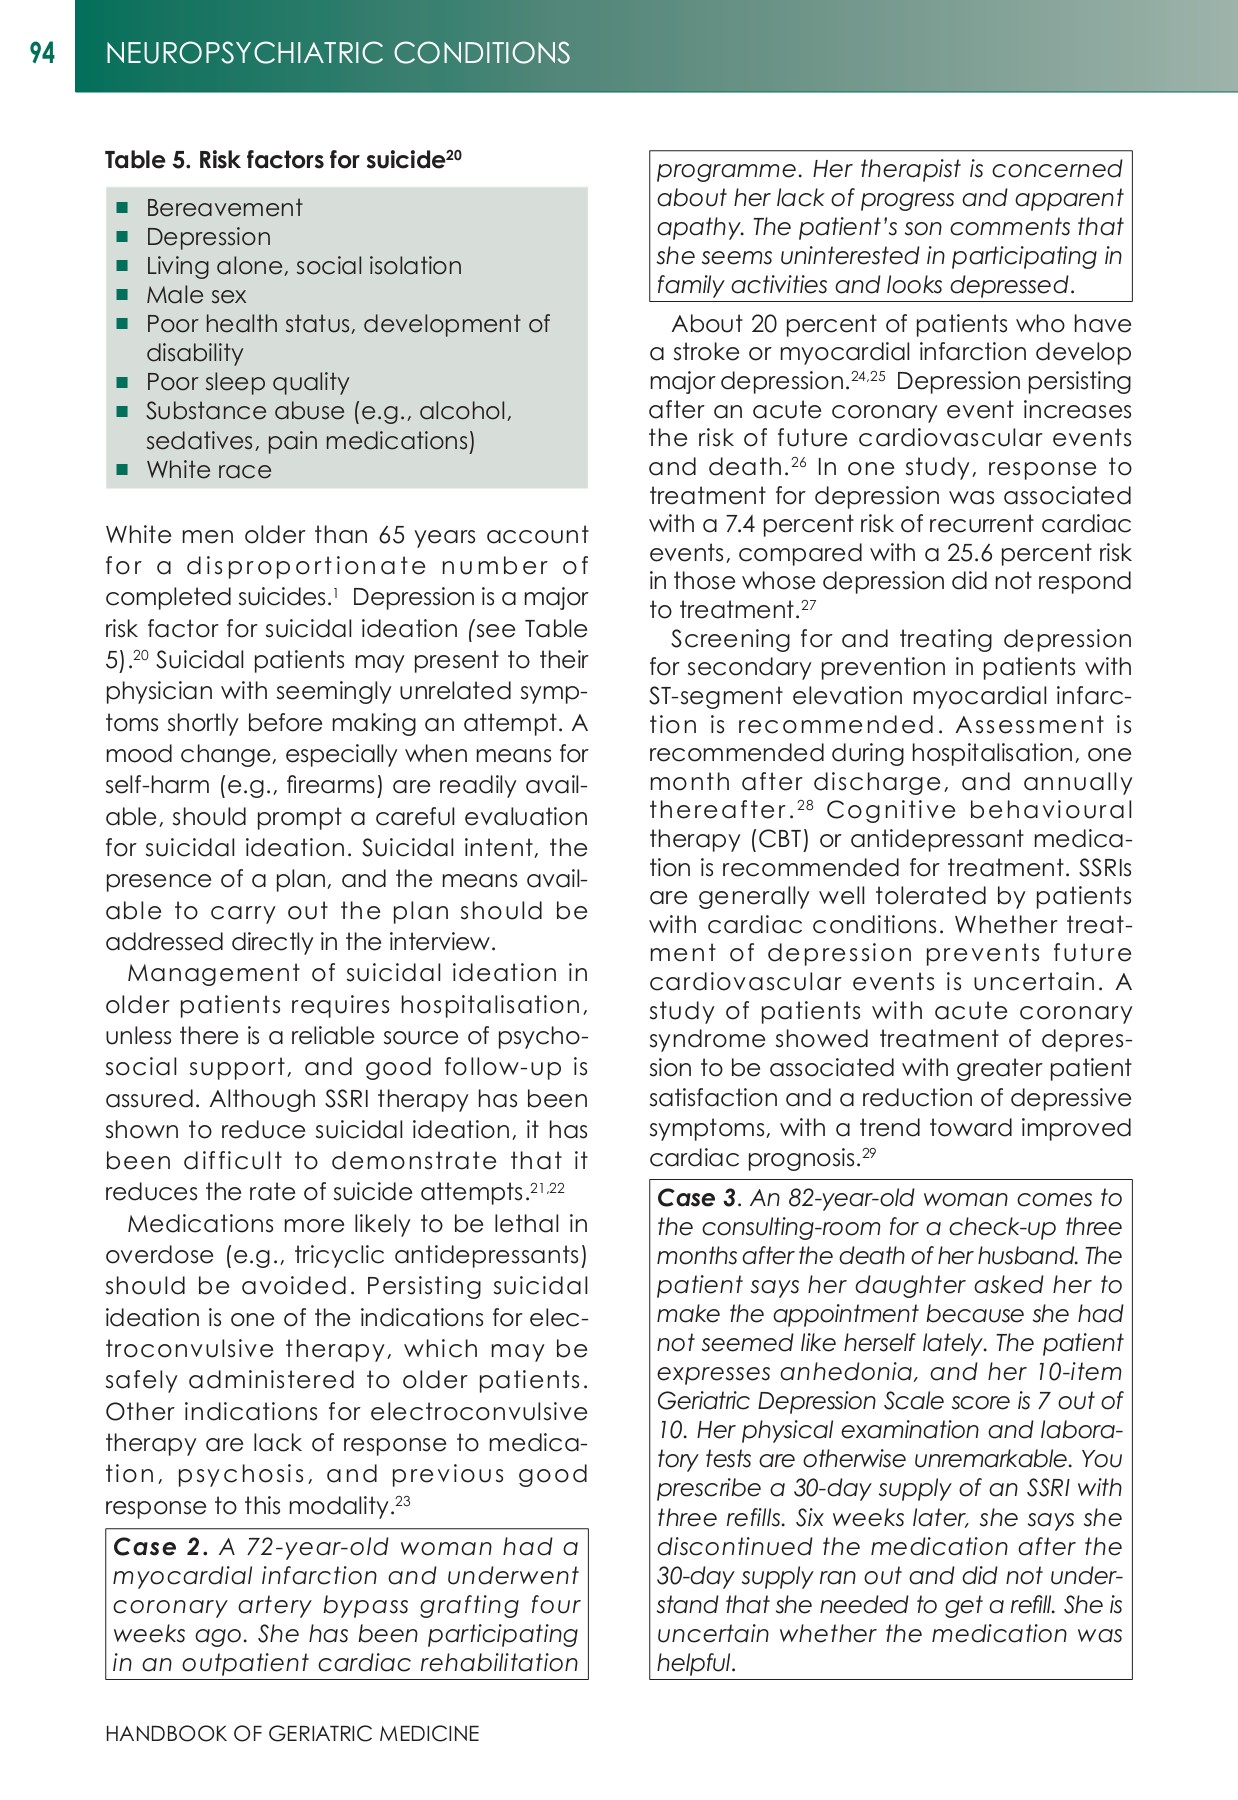 94
NEUROPSYCHIATRIC CONDITIONS
Table 5. Risk factors for suicide20
■ Bereavement
■ Depression
■ Living alone, social isolation
■ Male sex
■ Poor health status, development of
disability
■ Poor sleep quality
■ Substance abuse (e.g., alcohol,
sedatives, pain medications)
■ White race
White men older than 65 years account
for a disproportionate number of
completed suicides.1 Depression is a major
risk factor for suicidal ideation (see Table
5).20 Suicidal patients may present to their
physician with seemingly unrelated symp-
toms shortly before making an attempt. A
mood change, especially when means for
self-harm (e.g., firearms) are readily avail-
able, should prompt a careful evaluation
for suicidal ideation. Suicidal intent, the
presence of a plan, and the means avail-
able to carry out the plan should be
addressed directly in the interview.
Management of suicidal ideation in
older patients requires hospitalisation,
unless there is a reliable source of psycho-
social support, and good follow-up is
assured. Although SSRI therapy has been
shown to reduce suicidal ideation, it has
been difficult to demonstrate that it
reduces the rate of suicide attempts.21,22
Medications more likely to be lethal in
overdose (e.g., tricyclic antidepressants)
should be avoided. Persisting suicidal
ideation is one of the indications for elec-
troconvulsive therapy, which may be
safely administered to older patients.
Other indications for electroconvulsive
therapy are lack of response to medica-
tion, psychosis, and previous good
response to this modality.23
Case 2. A 72-year-old woman had a
myocardial infarction and underwent
coronary artery bypass grafting four
weeks ago. She has been participating
in an outpatient cardiac rehabilitation
programme. Her therapist is concerned
about her lack of progress and apparent
apathy. The patient's son comments that
she seems uninterested in participating in
family activities and looks depressed.
About 20 percent of patients who have
a stroke or myocardial infarction develop
major depression.24,25 Depression persisting
after an acute coronary event increases
the risk of future cardiovascular events
and death.26 In one study, response to
treatment for depression was associated
with a 7.4 percent risk of recurrent cardiac
events, compared with a 25.6 percent risk
in those whose depression did not respond
to treatment.27
Screening for and treating depression
for secondary prevention in patients with
ST-segment elevation myocardial infarc-
tion is recommended. Assessment is
recommended during hospitalisation, one
month after discharge, and annually
thereafter.28 Cognitive behavioural
therapy (CBT) or antidepressant medica-
tion is recommended for treatment. SSRIs
are generally well tolerated by patients
with cardiac conditions. Whether treat-
ment of depression prevents future
cardiovascular events is uncertain. A
study of patients with acute coronary
syndrome showed treatment of depres-
sion to be associated with greater patient
satisfaction and a reduction of depressive
symptoms, with a trend toward improved
cardiac prognosis.29
Case 3. An 82-year-old woman comes to
the consulting-room for a check-up three
months after the death of her husband. The
patient says her daughter asked her to
make the appointment because she had
not seemed like herself lately. The patient
expresses anhedonia, and her 10-item
Geriatric Depression Scale score is 7 out of
10. Her physical examination and labora-
tory tests are otherwise unremarkable. You
prescribe a 30-day supply of an SSRI with
three refills. Six weeks later, she says she
discontinued the medication after the
30-day supply ran out and did not under-
stand that she needed to get a refill. She is
uncertain whether the medication was
helpful.
HANDBOOK OF GERIATRIC MEDICINE